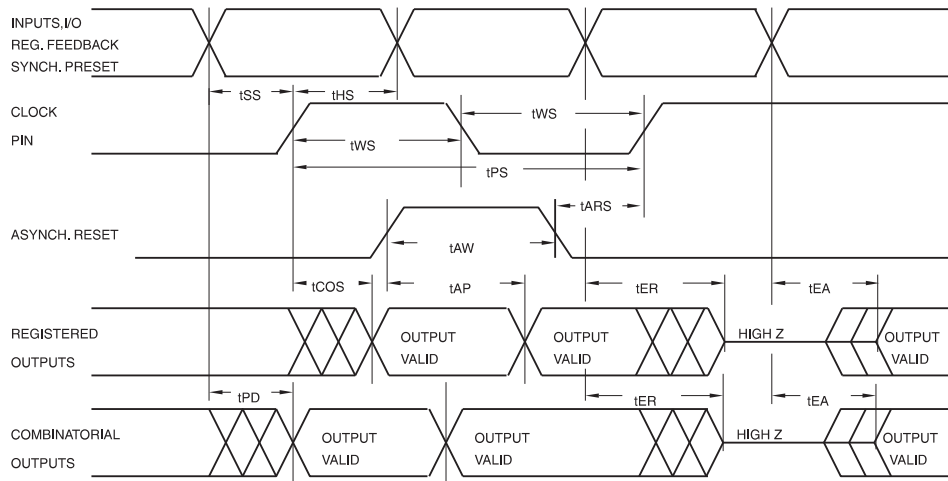 INPUTS,I/O
REG. FEEDBACK
SYNCH. PRESET
tSS
tHS
CLOCK
PIN
tWS
tWS
tPS
tARS
ASYNCH. RESET
tAW
tCOS
tAP
tER
tEA
REGISTERED
OUTPUTS
OUTPUT
VALID
OUTPUT
VALID
HIGH Z
OUTPUT
VALID
tPD
tER
tEA
COMBINATORIAL
OUTPUTS
OUTPUT
VALID
OUTPUT
VALID
HIGH Z
OUTPUT
VALID